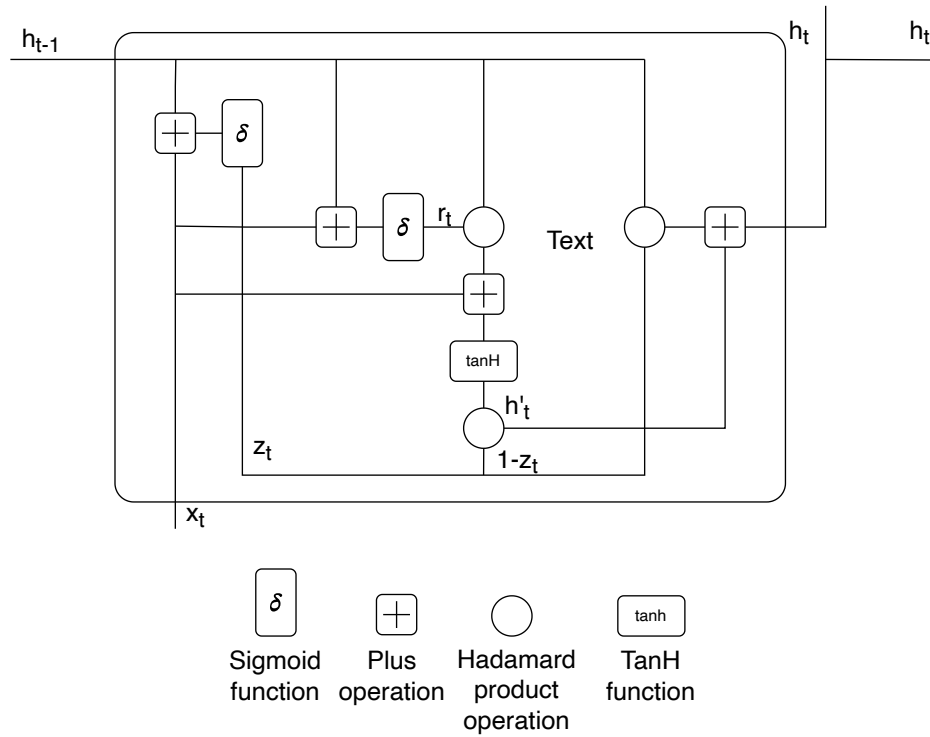 h_{t-1}
h_t
h_t
δ
δ
r_t
Text
tanH
h'_t
z_t
1-z_t
x_t
δ
tanh
Sigmoid
function
Plus
operation
Hadamard
product
operation
TanH
function